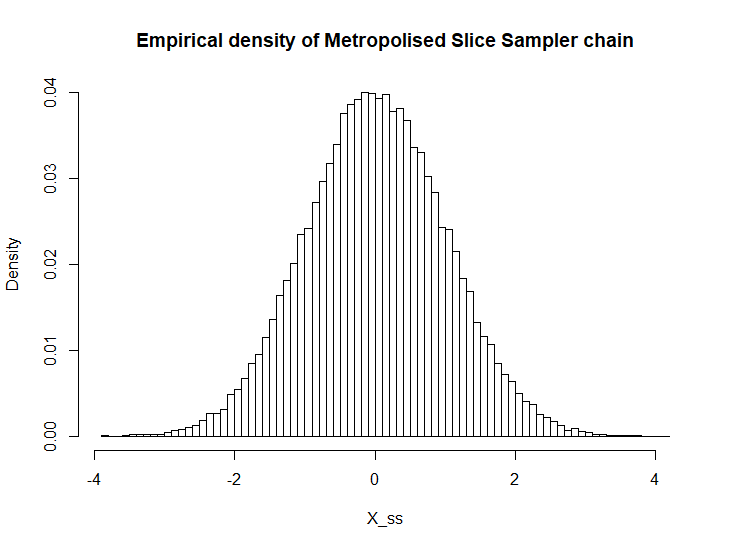 Empirical density of Metropolised Slice Sampler chain
0.04
0.03
0.02
0.01
0.00
Density
-4 -2 0 2 4
X_ss